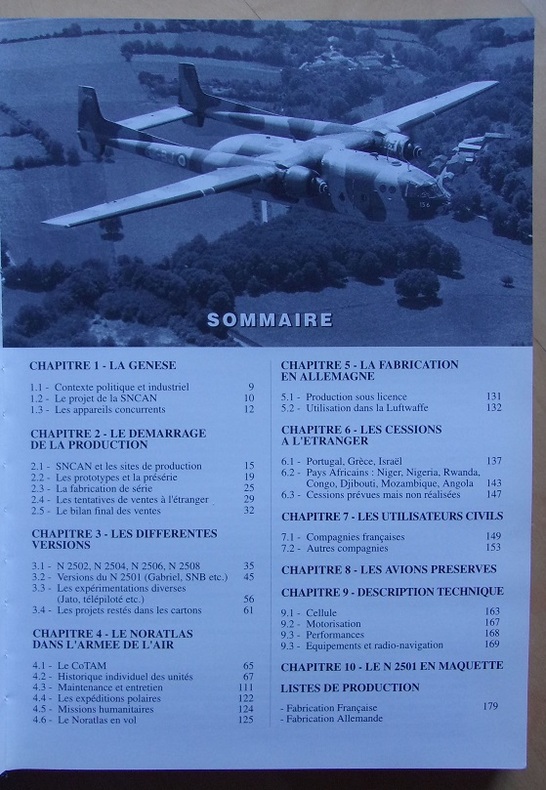 SOMMAIRE
CHAPITRE 1 - LA GENESE
1.1 - Contexte politique et industriel 9
1.2 - Le projet de la SNCAN 10
1.3 - Les appareils concurrents 12
CHAPITRE 2 - LE DEMARRAGE
DE LA PRODUCTION
2.1 - SNCAN et les sites de production 15
2.2 - Les prototypes et la présérie 19
2.3 - La fabrication de série 25
2.4 - Les tentatives de ventes à l'étranger 29
2.5 - Le bilan final des ventes 32
CHAPITRE 3 - LES DIFFERENTES
VERSIONS
3.1 - N 2502, N 2504, N 2506, N 2508 35
3.2 - Versions du N 2501 (Gabriel, SNB etc.) 45
3.3 - Les expérimentations diverses
(Jato, télépiloté etc.) 56
3.4 - Les projets restés dans les cartons 61
CHAPITRE 4 - LE NORATLAS
DANS L'ARMEE DE L'AIR
4.1 - Le CoTAM 65
4.2 - Historique individuel des unités 67
4.3 - Maintenance et entretien 111
4.4 - Les expéditions polaires 122
4.5 - Missions humanitaires 124
4.6 - Le Noratlas en vol 125
CHAPITRE 5 - LA FABRICATION
EN ALLEMAGNE
5.1 - Production sous licence 131
5.2 - Utilisation dans la Luftwaffe 132
CHAPITRE 6 - LES CESSIONS
A L'ETRANGER
6.1 - Portugal, Grèce, Israël 137
6.2 - Pays Africains : Niger, Nigeria, Rwanda,
Congo, Djibouti, Mozambique, Angola 143
6.3 - Cessions prévues mais non réalisées 147
CHAPITRE 7 - LES UTILISATEURS CIVILS
7.1 - Compagnies françaises 149
7.2 - Autres compagnies 153
CHAPITRE 8 - LES AVIONS PRESERVES
CHAPITRE 9 - DESCRIPTION TECHNIQUE
9.1 - Cellule 163
9.2 - Motorisation 167
9.3 - Performances 168
9.3 - Equipements et radio-navigation 169
CHAPITRE 10 - LE N 2501 EN MAQUETTE
LISTES DE PRODUCTION
- Fabrication Française 179
- Fabrication Allemande